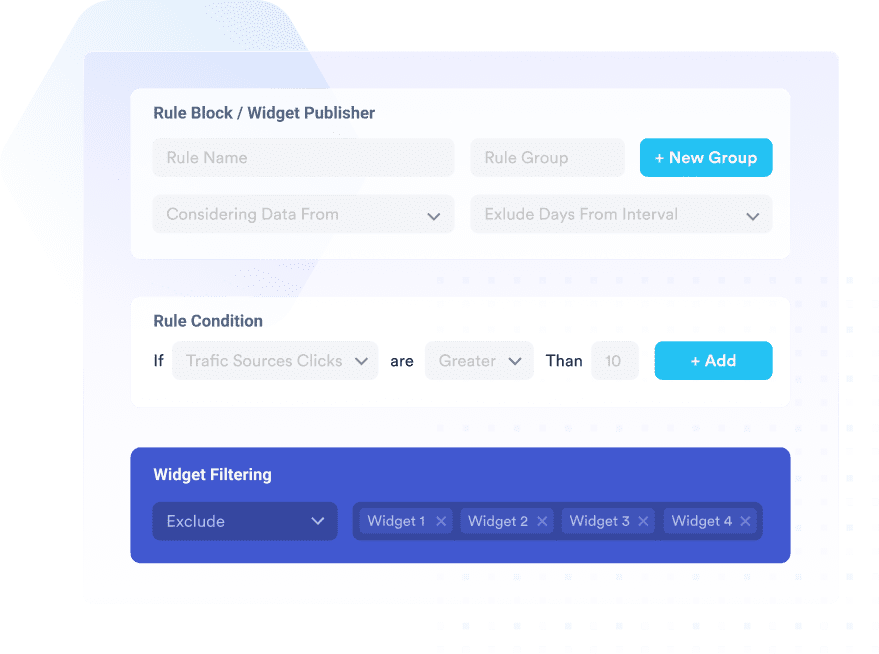 Rule Block / Widget Publisher
Rule Name
Rule Group
+ New Group
Considering Data From
Exlude Days From Interval
Rule Condition
If Trafic Sources Clicks are Greater Than 10 + Add
Widget Filtering
Exclude
Widget 1 × Widget 2 × Widget 3 × Widget 4 ×